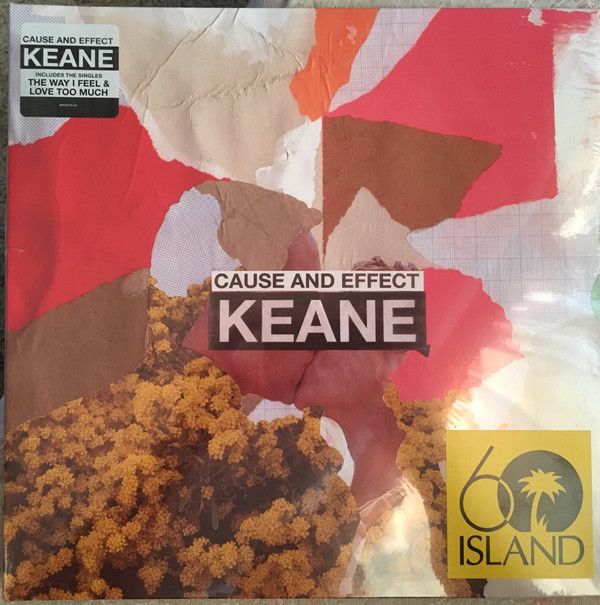 CAUSE AND EFFECT
KEANE
INCLUDES THE SINGLES
THE WAY I FEEL &
LOVE TOO MUCH
CAUSE AND EFFECT
KEANE
60
ISLAND